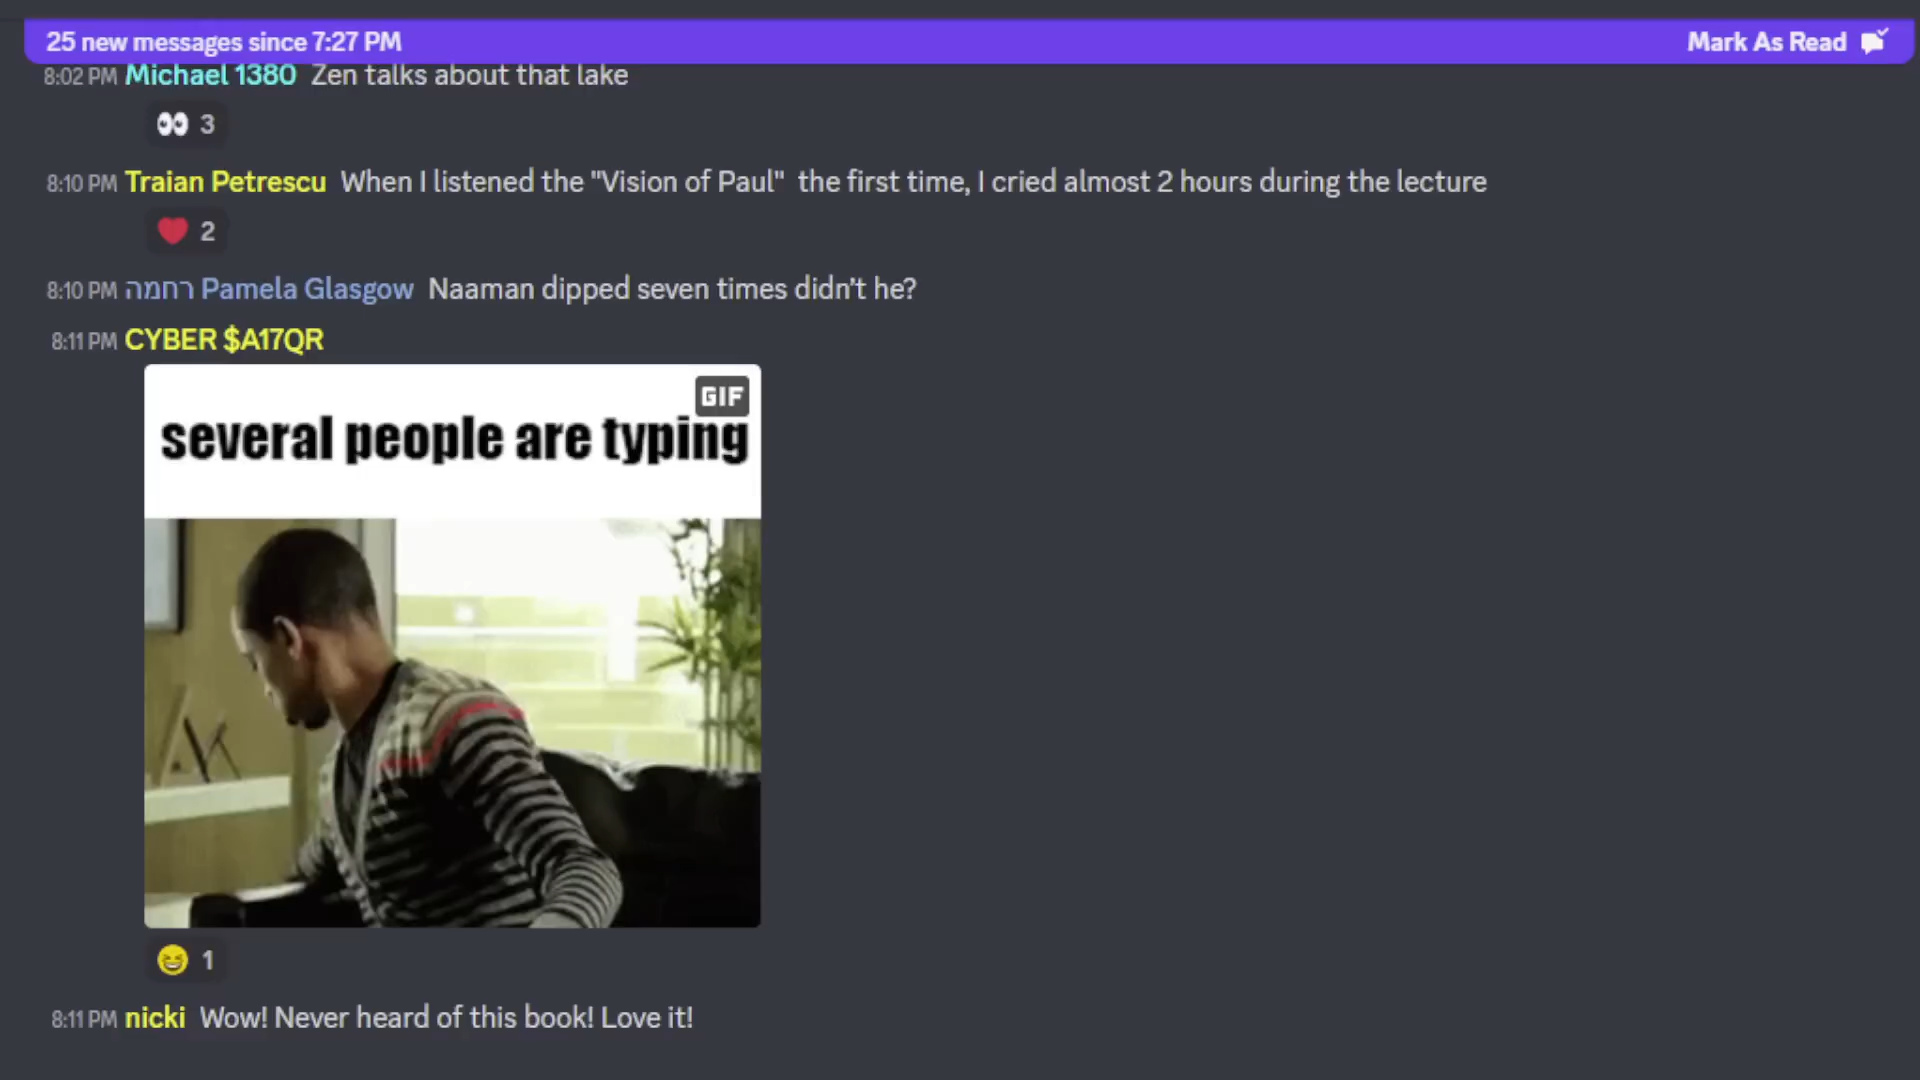 25 new messages since 7:27 PM Mark As Read
8:02 PM Michael 1380 Zen talks about that lake
3
8:10 PM Traian Petrescu When I listened the "Vision of Paul" the first time, I cried almost 2 hours during the lecture
2
8:10 PM רחמה Pamela Glasgow Naaman dipped seven times didn't he?
8:11 PM CYBER $A17QR
GIF
several people are typing
1
8:11 PM nicki Wow! Never heard of this book! Love it!